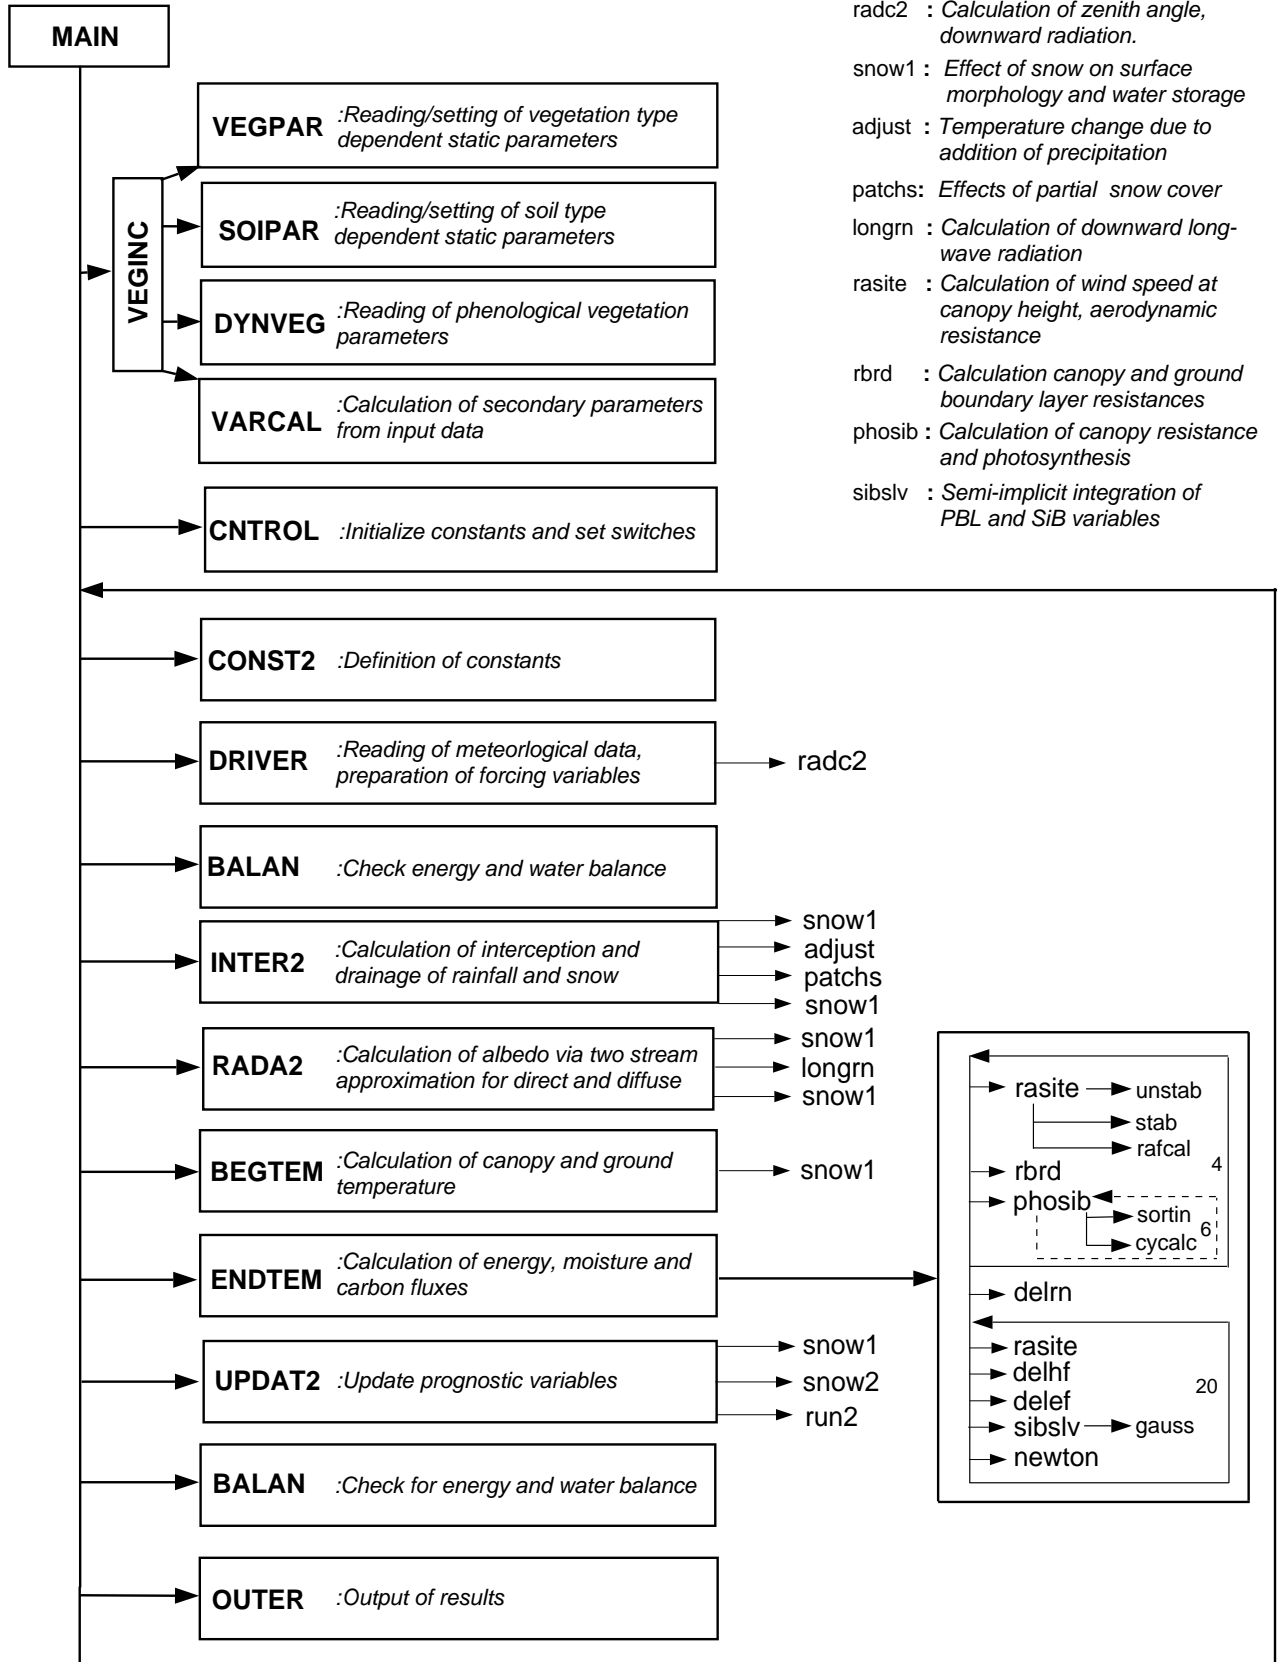 MAIN
radc2 : Calculation of zenith angle,
downward radiation.
snow1 : Effect of snow on surface
morphology and water storage
adjust : Temperature change due to
addition of precipitation
patchs: Effects of partial snow cover
longrn : Calculation of downward long-
wave radiation
rasite : Calculation of wind speed at
canopy height, aerodynamic
resistance
rbrd : Calculation canopy and ground
boundary layer resistances
phosib : Calculation of canopy resistance
and photosynthesis
sibslv : Semi-implicit integration of
PBL and SiB variables
VEGINC
VEGPAR :Reading/setting of vegetation type
dependent static parameters
SOIPAR :Reading/setting of soil type
dependent static parameters
DYNVEG :Reading of phenological vegetation
parameters
VARCAL :Calculation of secondary parameters
from input data
CNTROL :Initialize constants and set switches
CONST2 :Definition of constants
DRIVER :Reading of meteorlogical data,
preparation of forcing variables
radc2
BALAN :Check energy and water balance
INTER2 :Calculation of interception and
drainage of rainfall and snow
snow1
adjust
patchs
snow1
RADA2 :Calculation of albedo via two stream
approximation for direct and diffuse
snow1
longrn
snow1
BEGTEM :Calculation of canopy and ground
temperature
snow1
ENDTEM :Calculation of energy, moisture and
carbon fluxes
rasite unstab
stab
rafcal
4
rbrd
phosib
sortin
6
cycalc
delrn
rasite
delhf
delef
20
sibslv gauss
newton
UPDAT2 :Update prognostic variables
snow1
snow2
run2
BALAN :Check for energy and water balance
OUTER :Output of results